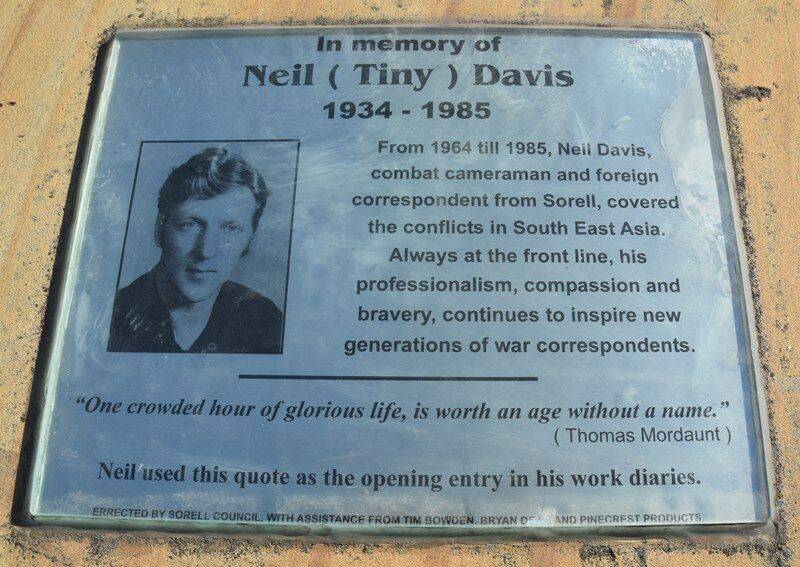 In memory of
Neil ( Tiny ) Davis
1934 - 1985
From 1964 till 1985, Neil Davis,
combat cameraman and foreign
correspondent from Sorell, covered
the conflicts in South East Asia.
Always at the front line, his
professionalism, compassion and
bravery, continues to inspire new
generations of war correspondents.
“One crowded hour of glorious life, is worth an age without a name.”
( Thomas Mordaunt )
Neil used this quote as the opening entry in his work diaries.
ERRECTED BY SORELL COUNCIL. WITH ASSISTANCE FROM TIM BOWDEN. BRYAN AND PINECREST PRODUCTS.